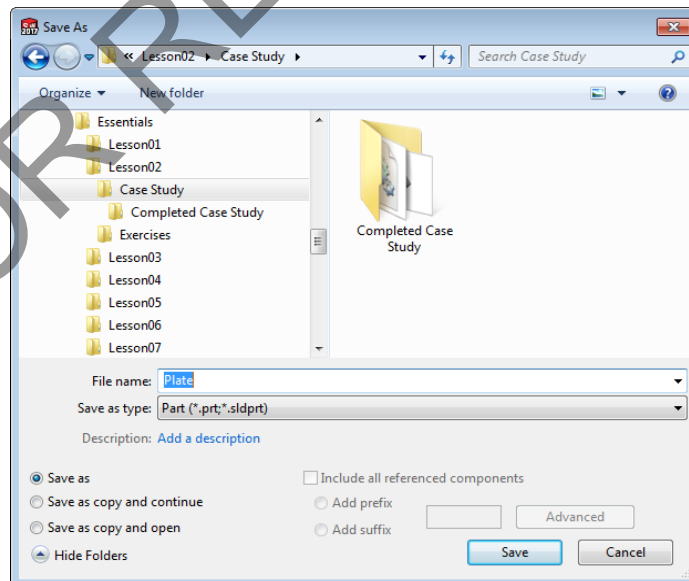 Save As
« Lesson02 ▸ Case Study ▸ Search Case Study
Organize ▾ New folder
Essentials
Lesson01
Lesson02
Case Study
Completed Case Study
Exercises
Lesson03
Lesson04
Lesson05
Lesson06
Lesson07
Completed Case
Study
File name: Plate
Save as type: Part (*.prt;*.sldprt)
Description: Add a description
Save as
Save as copy and continue
Save as copy and open
Include all referenced components
Add prefix
Add suffix
Advanced
Hide Folders
Save Cancel